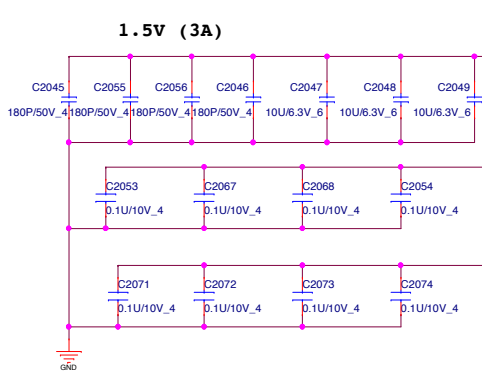 1.5V (3A)
C2045 C2055 C2056 C2046 C2047 C2048 C2049
180P/50V_4 180P/50V_4 180P/50V_4 180P/50V_4 10U/6.3V_6 10U/6.3V_6 10U/6.3V_6
C2053 C2067 C2068 C2054
0.1U/10V_4 0.1U/10V_4 0.1U/10V_4 0.1U/10V_4
C2071 C2072 C2073 C2074
0.1U/10V_4 0.1U/10V_4 0.1U/10V_4 0.1U/10V_4
GND